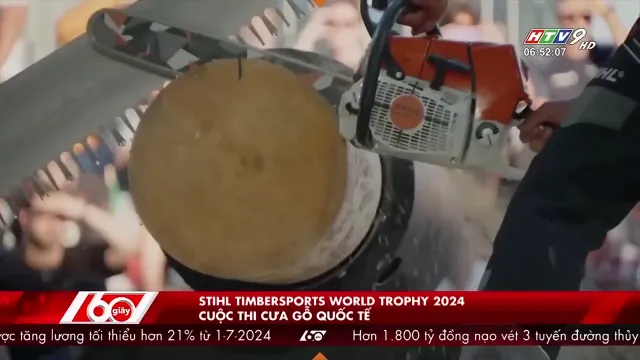 HTV9 HD
06:52:07
STIHL
STIHL
60 giây
STIHL TIMBERSPORTS WORLD TROPHY 2024
CUỘC THI CƯA GỖ QUỐC TẾ
ược tăng lương tối thiểu hơn 21% từ 1-7-2024 Hơn 1.800 tỷ đồng nạo vét 3 tuyến đường thủy